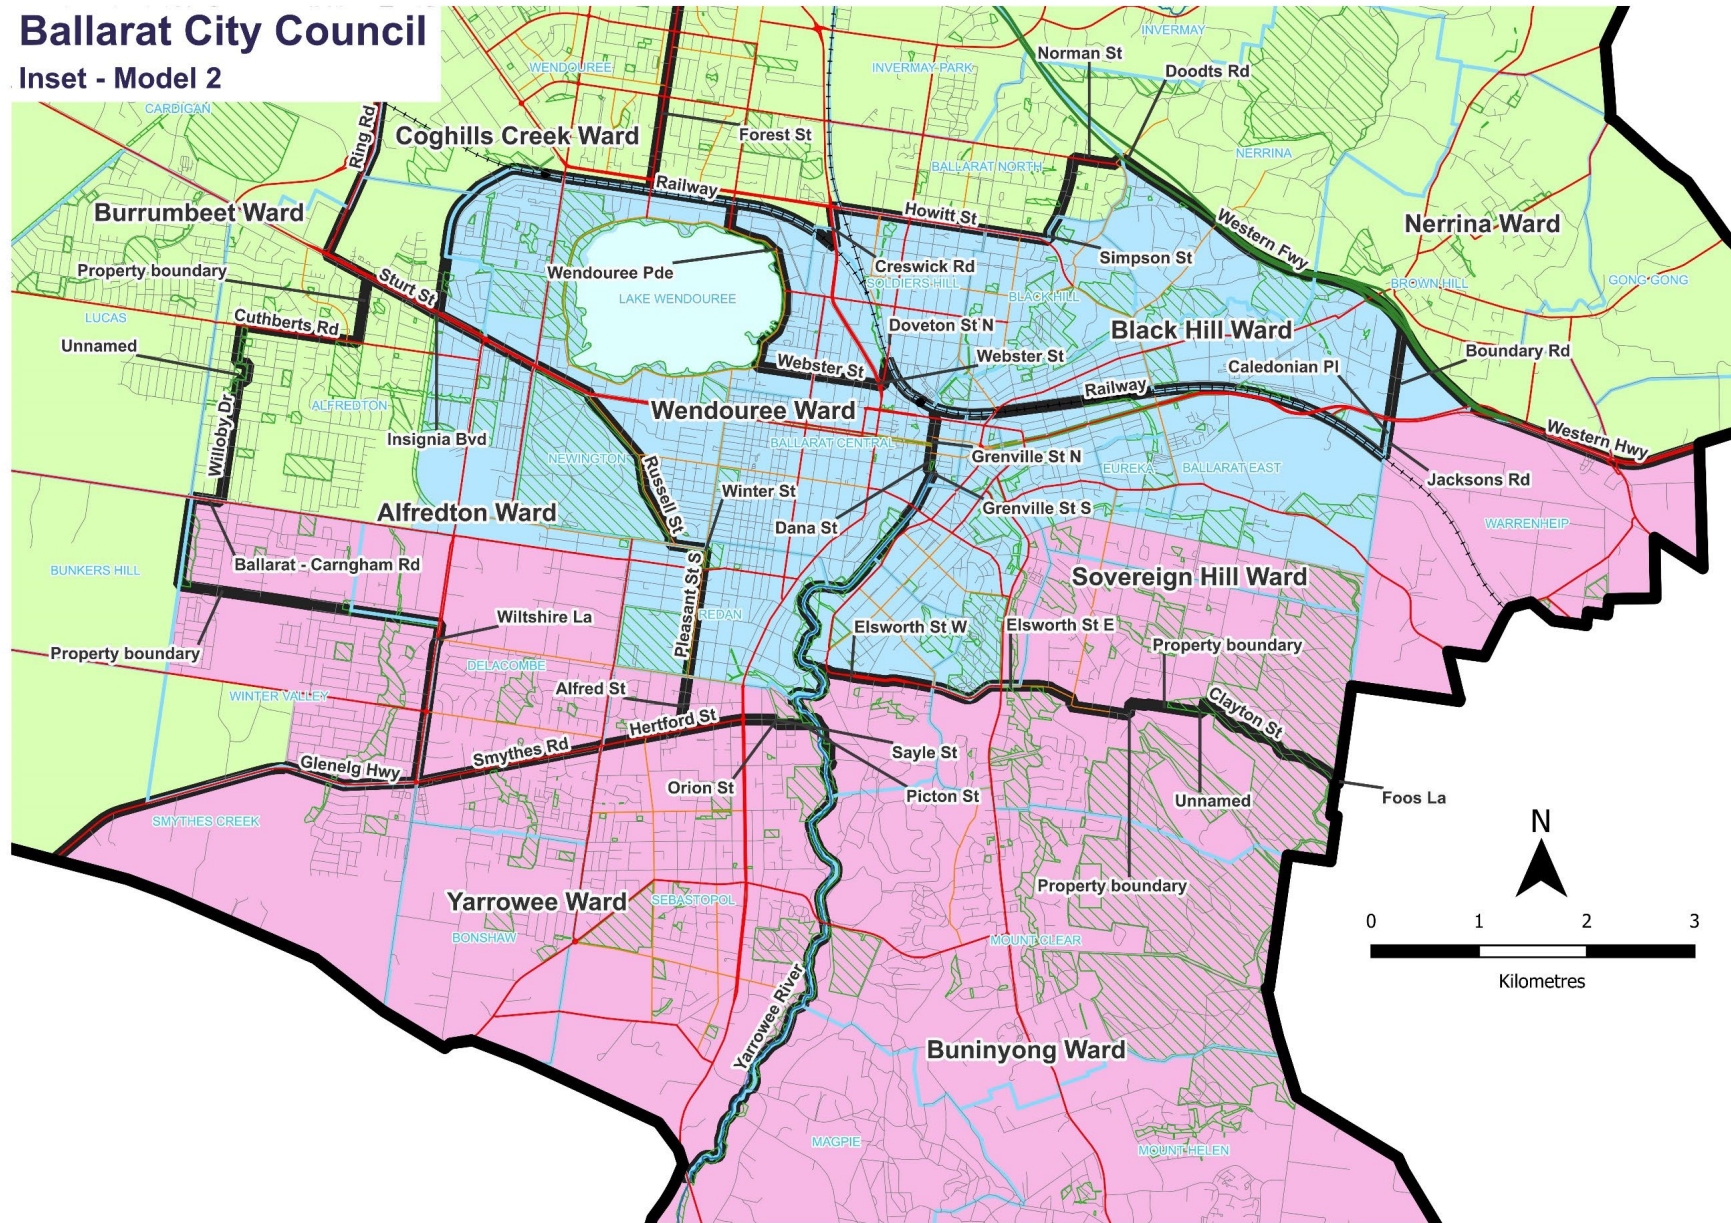 Ballarat City Council
Inset - Model 2
INVERMAY
Norman St
WENDOUREE
INVERMAY PARK
Doodts Rd
CARDIGAN
Ring Rd
Coghills Creek Ward
Forest St
BALLARAT NORTH
NERRINA
Railway
Burrumbeet Ward
Howitt St
Western Fwy
Nerrina Ward
Property boundary
Sturt St
Wendouree Pde
Creswick Rd
Simpson St
SOLDIERS HILL
BROWN HILL
GONG GONG
LAKE WENDOUREE
BLACK HILL
LUCAS
Cuthberts Rd
Doveton St N
Black Hill Ward
Unnamed
Webster St
Webster St
Caledonian Pl
Boundary Rd
Railway
ALFREDTON
Willoby Dr
Wendouree Ward
Insignia Bvd
BALLARAT CENTRAL
Western Hwy
NEWINGTON
Russell St
Grenville St N
EUREKA
BALLARAT EAST
Winter St
Jacksons Rd
Alfredton Ward
Dana St
Grenville St S
WARRENHEIP
BUNKERS HILL
Ballarat - Carngham Rd
Sovereign Hill Ward
Pleasant St S
REDAN
Wiltshire La
Elsworth St W
Elsworth St E
Property boundary
Property boundary
DELACOMBE
WINTER VALLEY
Alfred St
Clayton St
Hertford St
Smythes Rd
Sayle St
Glenelg Hwy
Orion St
Picton St
Unnamed
Foos La
SMYTHES CREEK
N
Property boundary
Yarrowee Ward
SEBASTOPOL
0 1 2 3
BONSHAW
MOUNT CLEAR
Kilometres
Yarrowee River
Buninyong Ward
MAGPIE
MOUNT HELEN